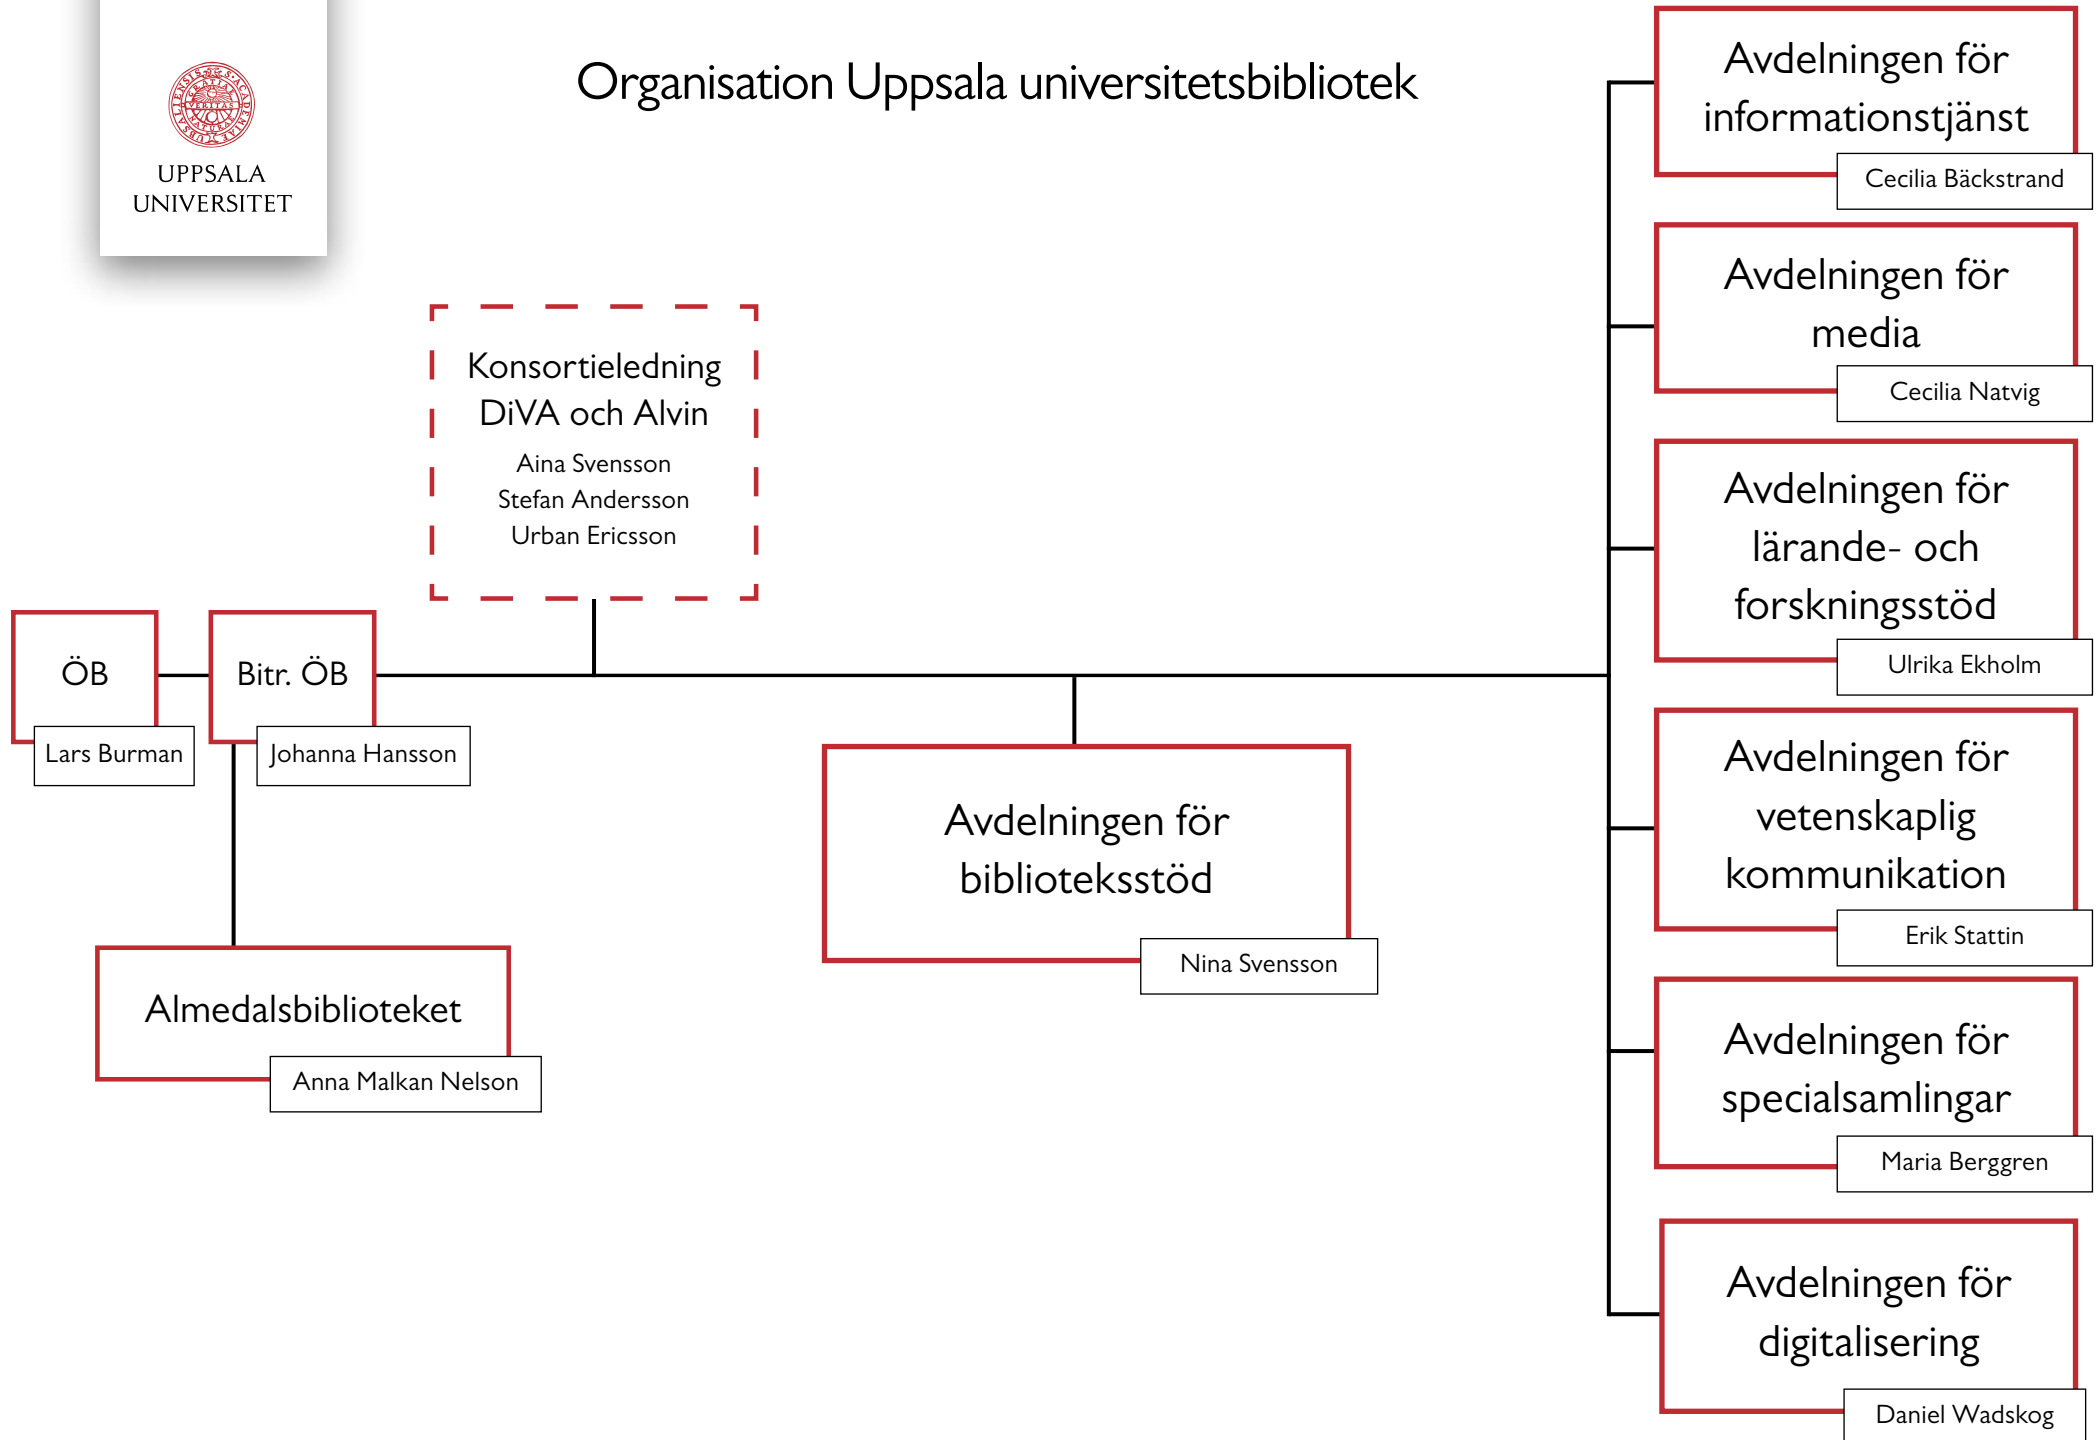 UPPSALA
UNIVERSITET
Organisation Uppsala universitetsbibliotek
Konsortieledning
DiVA och Alvin
Aina Svensson
Stefan Andersson
Urban Ericsson
ÖB
Lars Burman
Bitr. ÖB
Johanna Hansson
Almedalsbiblioteket
Anna Malkan Nelson
Avdelningen för
biblioteksstöd
Nina Svensson
Avdelningen för
informationstjänst
Cecilia Bäckstrand
Avdelningen för
media
Cecilia Natvig
Avdelningen för
lärande- och
forskningsstöd
Ulrika Ekholm
Avdelningen för
vetenskaplig
kommunikation
Erik Stattin
Avdelningen för
specialsamlingar
Maria Berggren
Avdelningen för
digitalisering
Daniel Wadskog